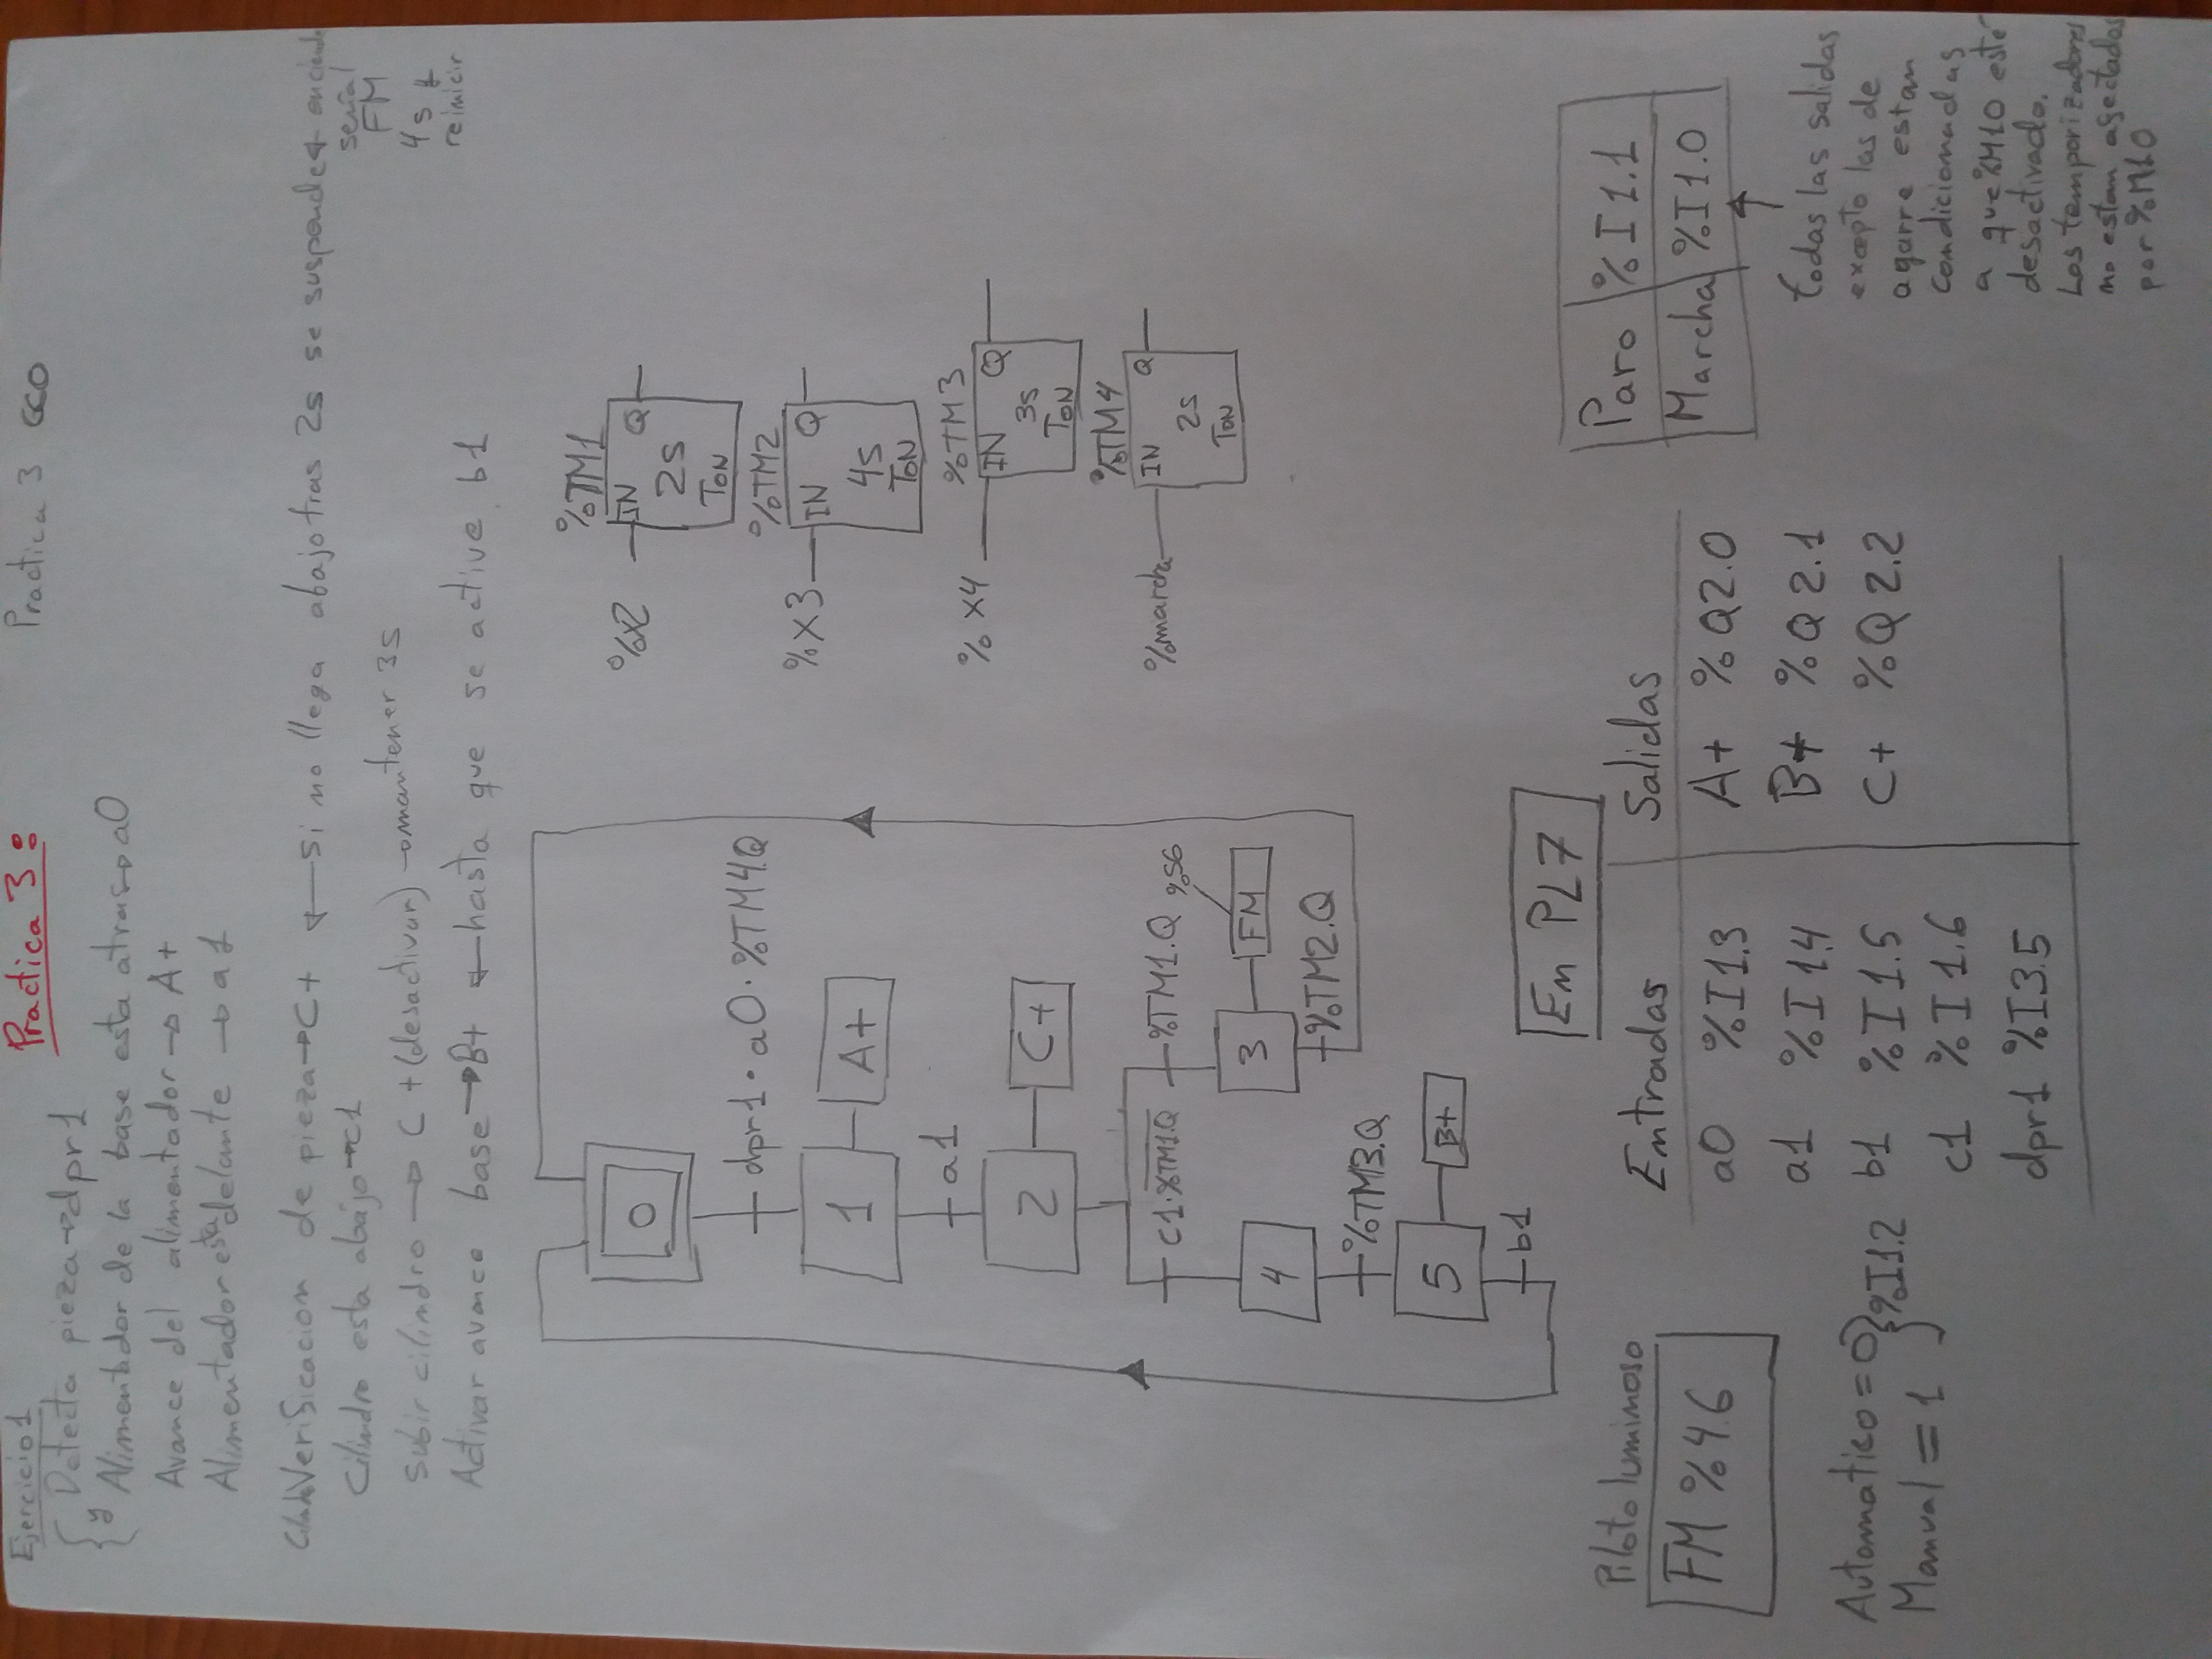 Ejercicio 1
Practica 3:
Practica 3 GCO
Detecta pieza→dpr1
y
Alimentador de la base esta atras→a0
Avance del alimentador → A+
Alimentador esta delante → a1
Verificacion de pieza→C+ ← Si no llega abajo tras 2s se suspende y enciende
señal
FM
4s y
reinicir
Cilindro esta abajo→c1
Subir cilindro → C+ (desactivar) →mantener 3s
Activar avance base→B+ ←hasta que se active b1
0
dpr1·a0·%TM4.Q
1 A+
a1
2 C+
c1·%TM1.Q
%TM1.Q
%S6
4
3 FM
%TM2.Q
%TM3.Q
5 B+
b1
%TM1
%X2 IN Q
2s
TON
%TM2
%X3 IN Q
4s
TON
%TM3
%X4 IN Q
3s
TON
%TM4
%marcha IN Q
2s
TON
En PL7
Piloto luminoso
FM %4.6
Automatico = 0
Manual = 1
%I1.2
Entradas Salidas
a0 %I1.3 A+ %Q2.0
a1 %I1.4 B+ %Q2.1
b1 %I1.5 C+ %Q2.2
c1 %I1.6
dpr1 %I3.5
Paro %I1.1
Marcha %I1.0
todas las salidas
excepto las de
agarre estan
condicionadas
a que %M10 esté
desactivado.
Los temporizadores
no estan afectados
por %M10